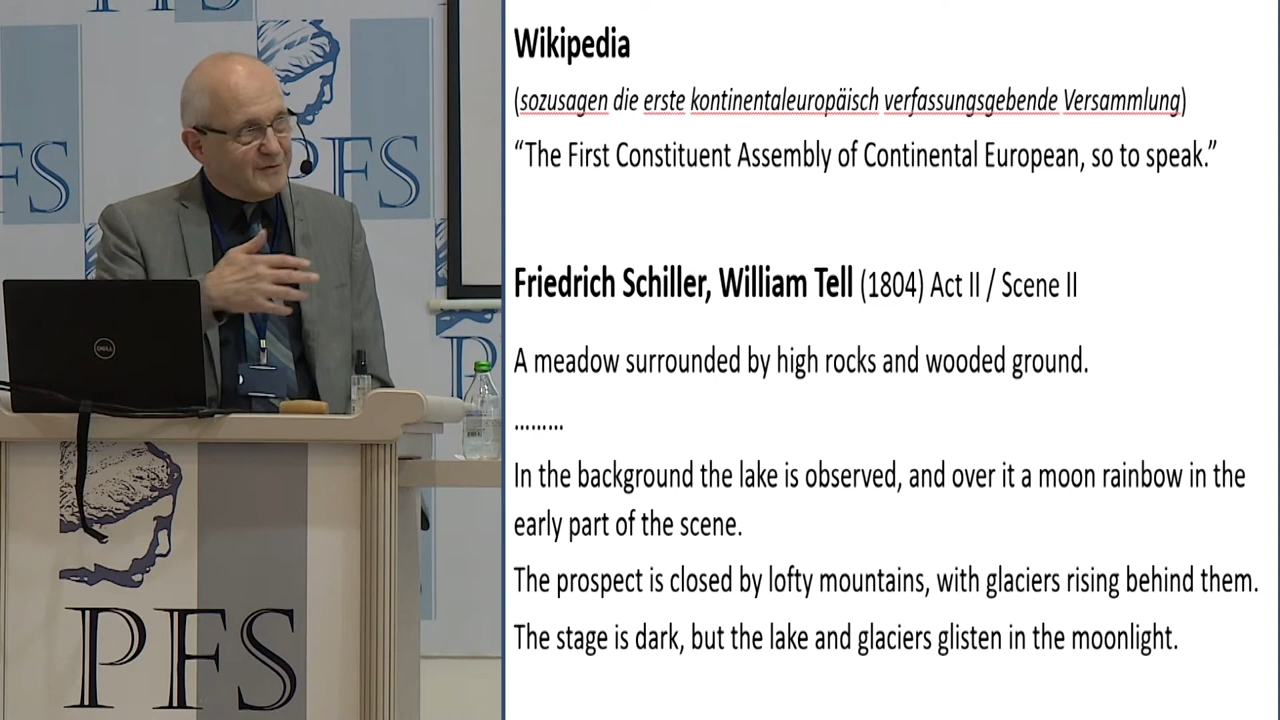 PFS
PFS
FS
P
DELL
PFS
Wikipedia
(sozusagen die erste kontinentaleuropäisch verfassungsgebende Versammlung)
“The First Constituent Assembly of Continental European, so to speak.”
Friedrich Schiller, William Tell (1804) Act II / Scene II
A meadow surrounded by high rocks and wooded ground.
.........
In the background the lake is observed, and over it a moon rainbow in the
early part of the scene.
The prospect is closed by lofty mountains, with glaciers rising behind them.
The stage is dark, but the lake and glaciers glisten in the moonlight.